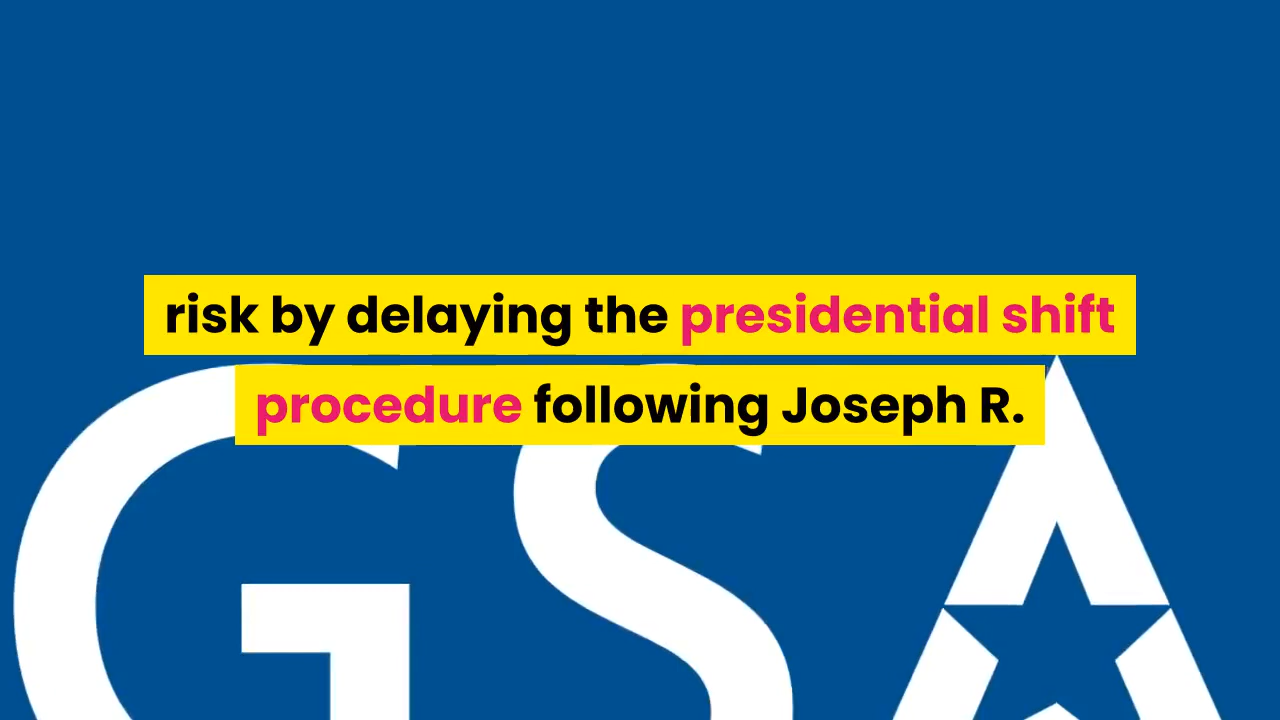 risk by delaying the presidential shift
procedure following Joseph R.
GSA